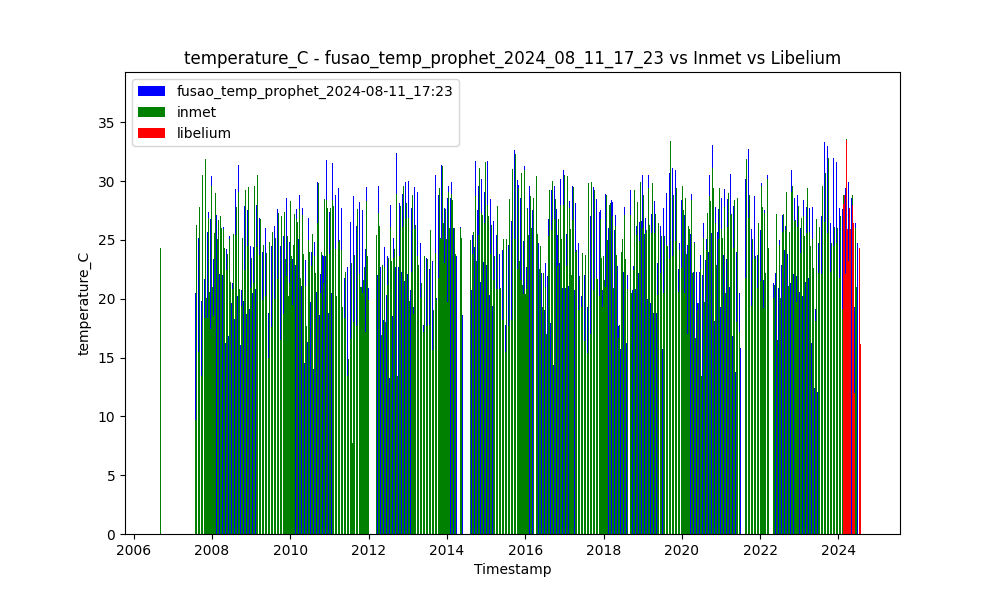 temperature_C - fusao_temp_prophet_2024_08_11_17_23 vs Inmet vs Libelium
fusao_temp_prophet_2024-08-11_17:23
inmet
libelium
temperature_C
35
30
25
20
15
10
5
0
2006 2008 2010 2012 2014 2016 2018 2020 2022 2024
Timestamp